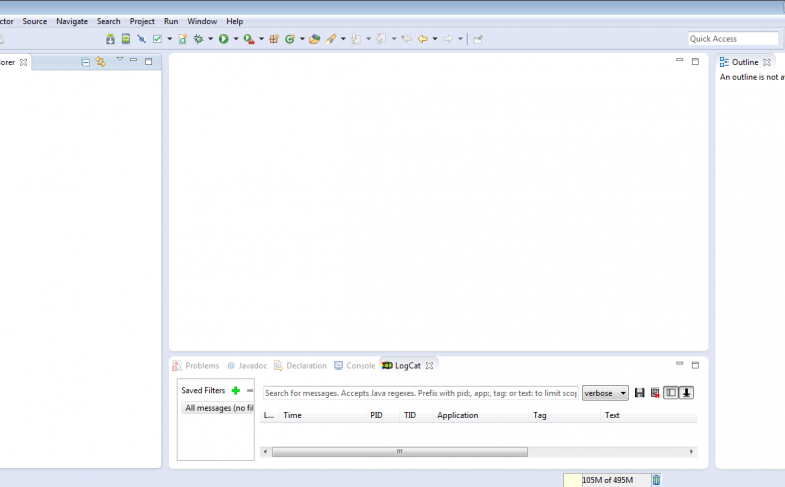 ctor Source Navigate Search Project Run Window Help
Quick Access
orer
Outline
An outline is not a
Problems @ Javadoc Declaration Console LogCat
Saved Filters
All messages (no fil
Search for messages. Accepts Java regexes. Prefix with pid:, app:, tag: or text: to limit scop
verbose
L... Time PID TID Application Tag Text
105M of 495M